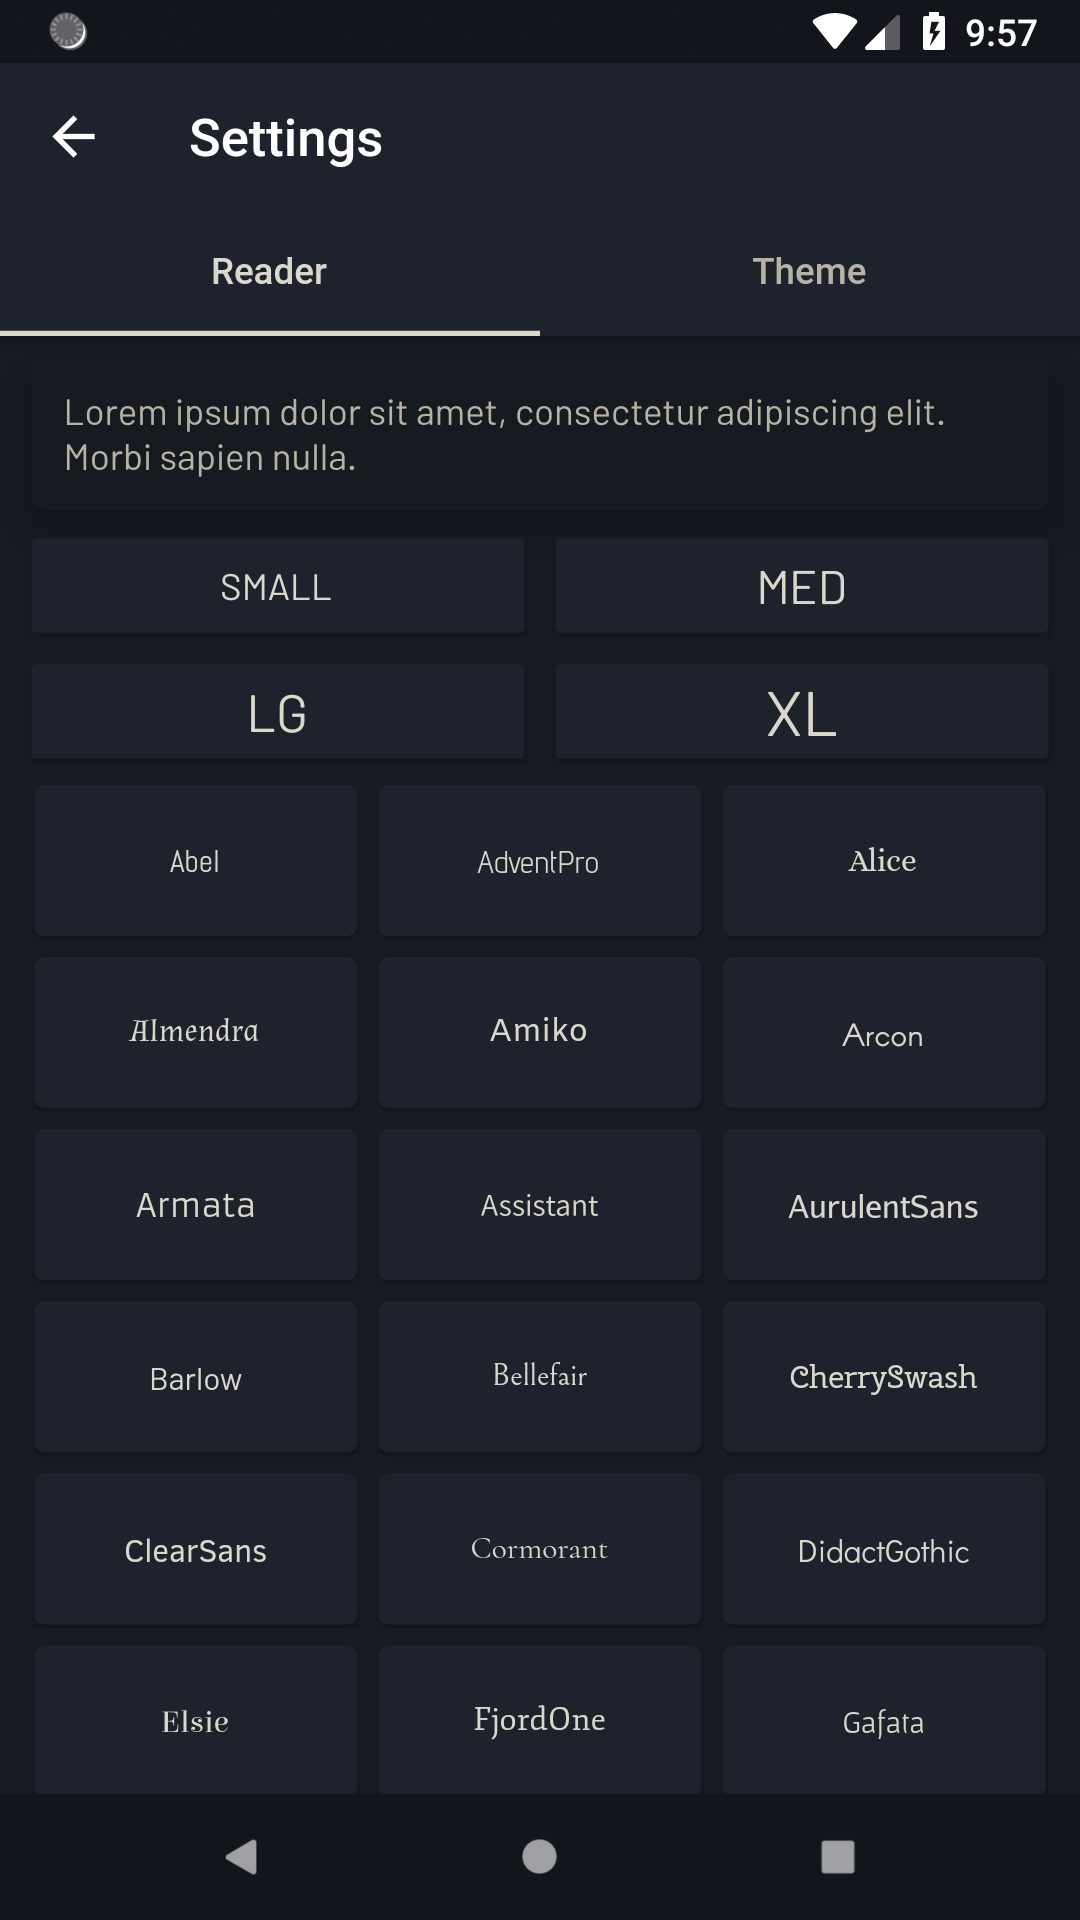 9:57
Settings
Reader
Theme
Lorem ipsum dolor sit amet, consectetur adipiscing elit.
Morbi sapien nulla.
SMALL
MED
LG
XL
Abel
AdventPro
Alice
Almendra
Amiko
Arcon
Armata
Assistant
AurulentSans
Barlow
Bellefair
CherrySwash
ClearSans
Cormorant
DidactGothic
Elsie
FjordOne
Gafata